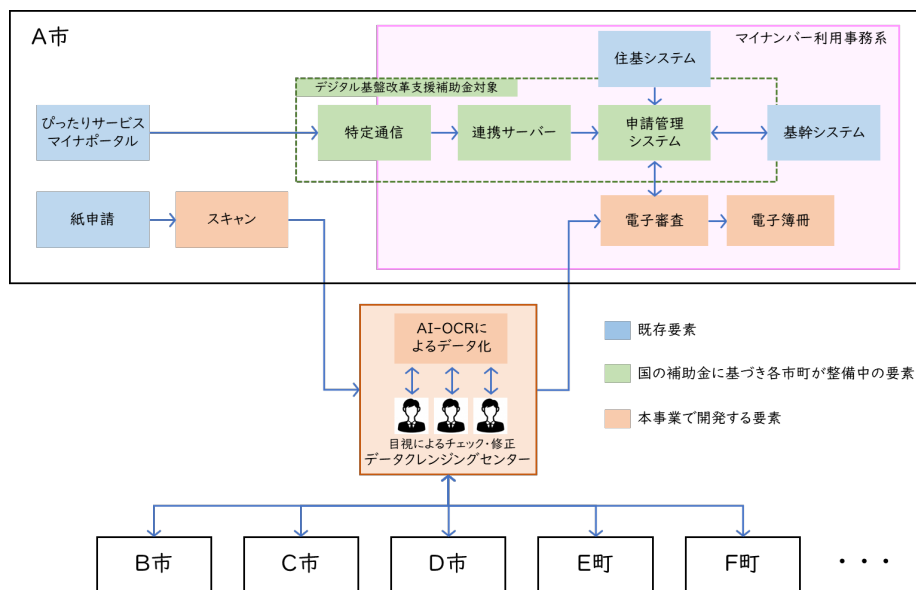 A市
マイナンバー利用事務系
住基システム
デジタル基盤改革支援補助金対象
ぴったりサービス
マイナポータル
特定通信
連携サーバー
申請管理
システム
基幹システム
紙申請
スキャン
電子審査
電子簿冊
AI-OCRに
よるデータ化
目視によるチェック・修正
データクレンジングセンター
既存要素
国の補助金に基づき各市町が整備中の要素
本事業で開発する要素
B市
C市
D市
E町
F町
・・・